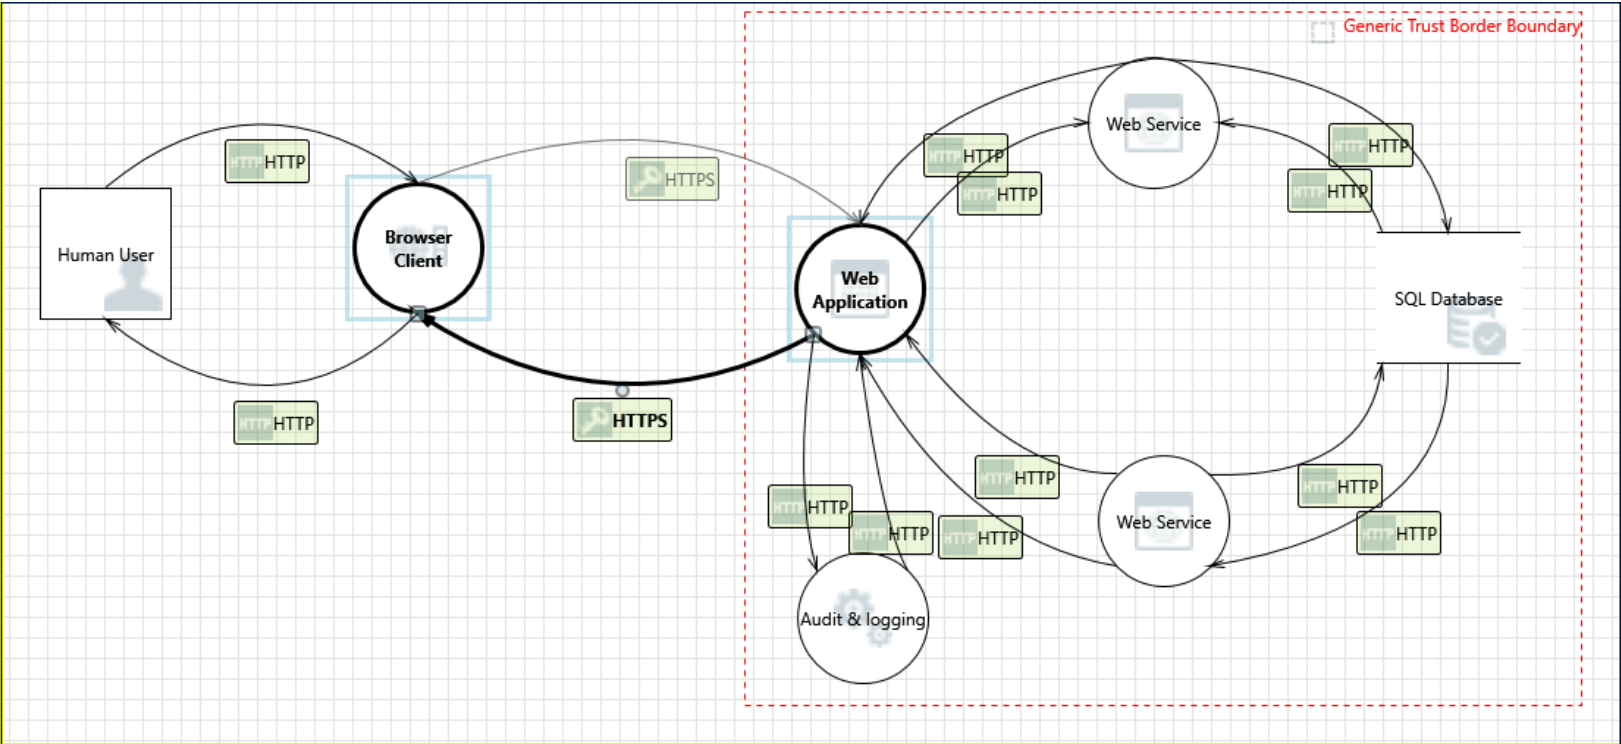 Generic Trust Border Boundary
Web Service
HTTP
HTTP
HTTP
HTTP
HTTP
HTTPS
Human User
Browser
Client
Web
Application
SQL Database
HTTP
HTTPS
HTTP
HTTP
HTTP
HTTP
HTTP
Web Service
HTTP
HTTP
Audit & logging